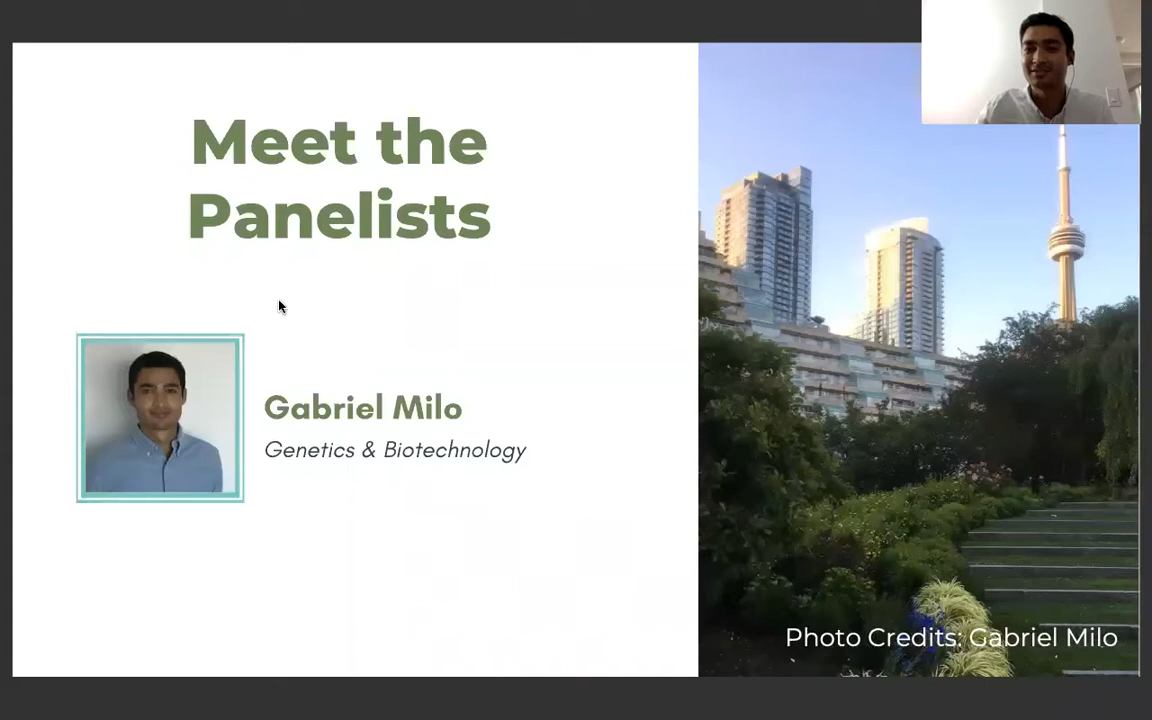 Meet the
Panelists
Gabriel Milo
Genetics & Biotechnology
Photo Credits: Gabriel Milo